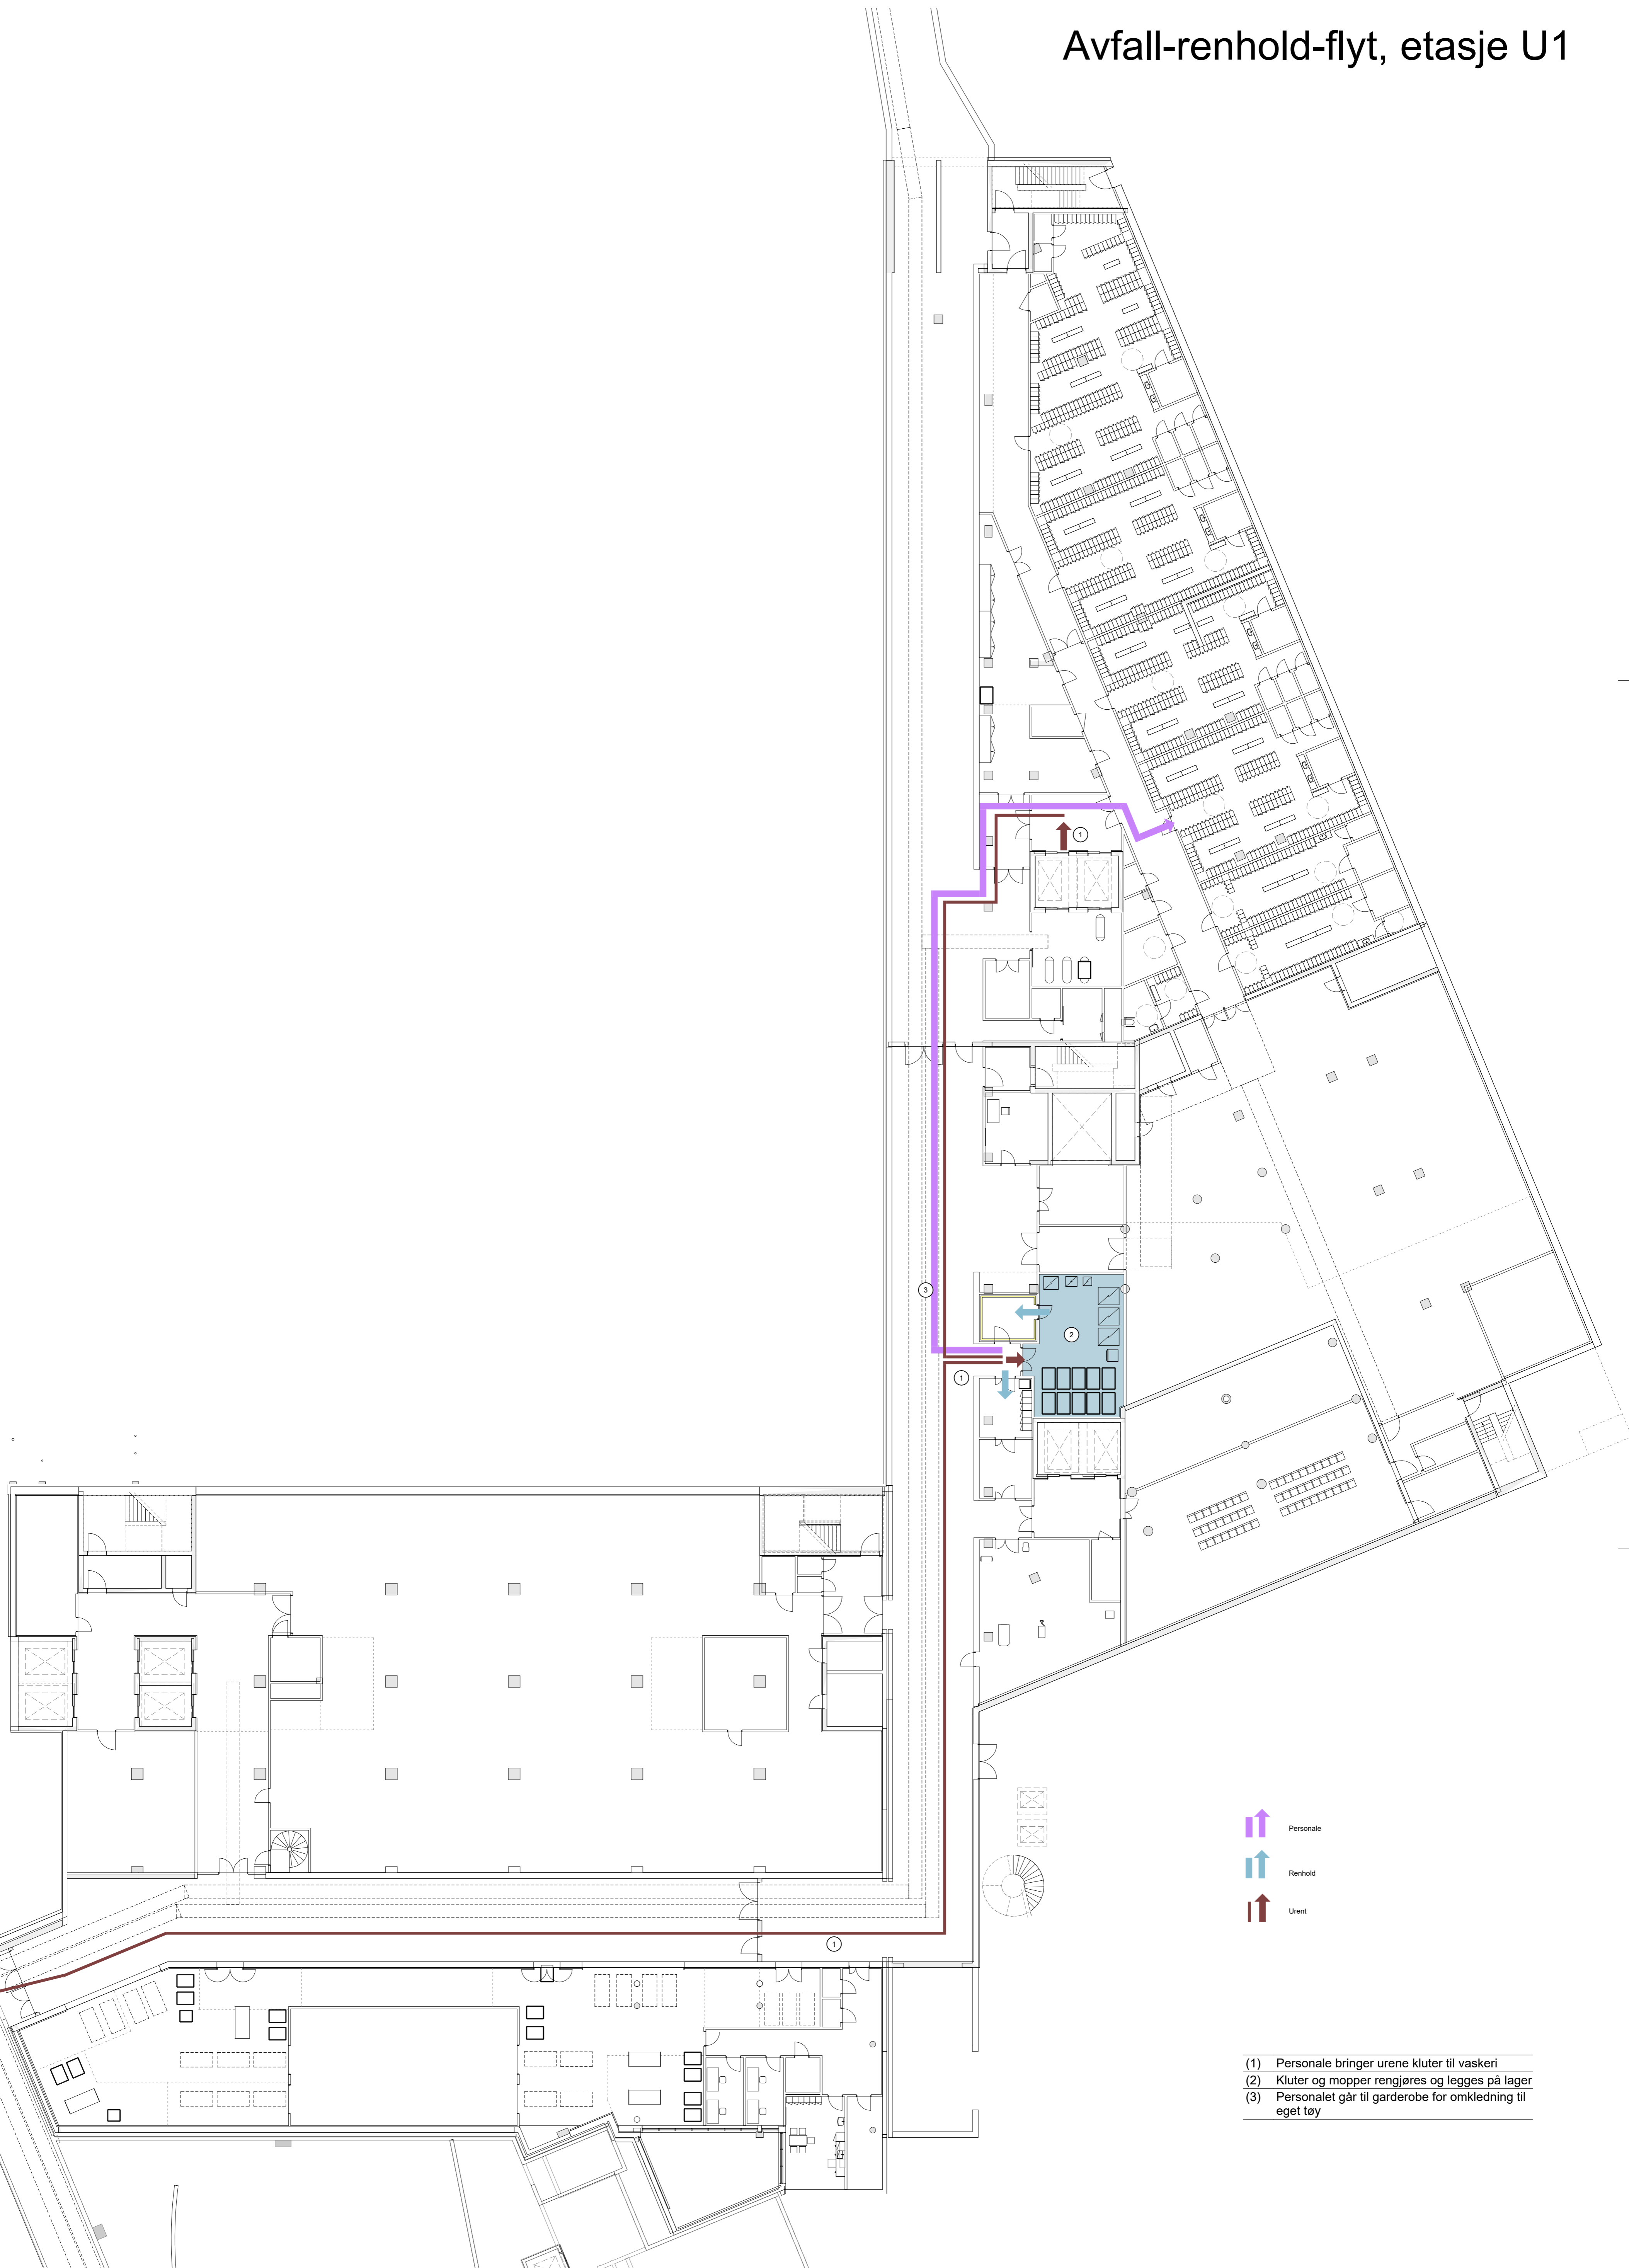 Avfall-renhold-flyt, etasje U1
1
3
2
1
Personale
Renhold
Urent
1
(1) Personale bringer urene kluter til vaskeri
(2) Kluter og mopper rengjøres og legges på lager
(3) Personalet går til garderobe for omkledning til
eget tøy